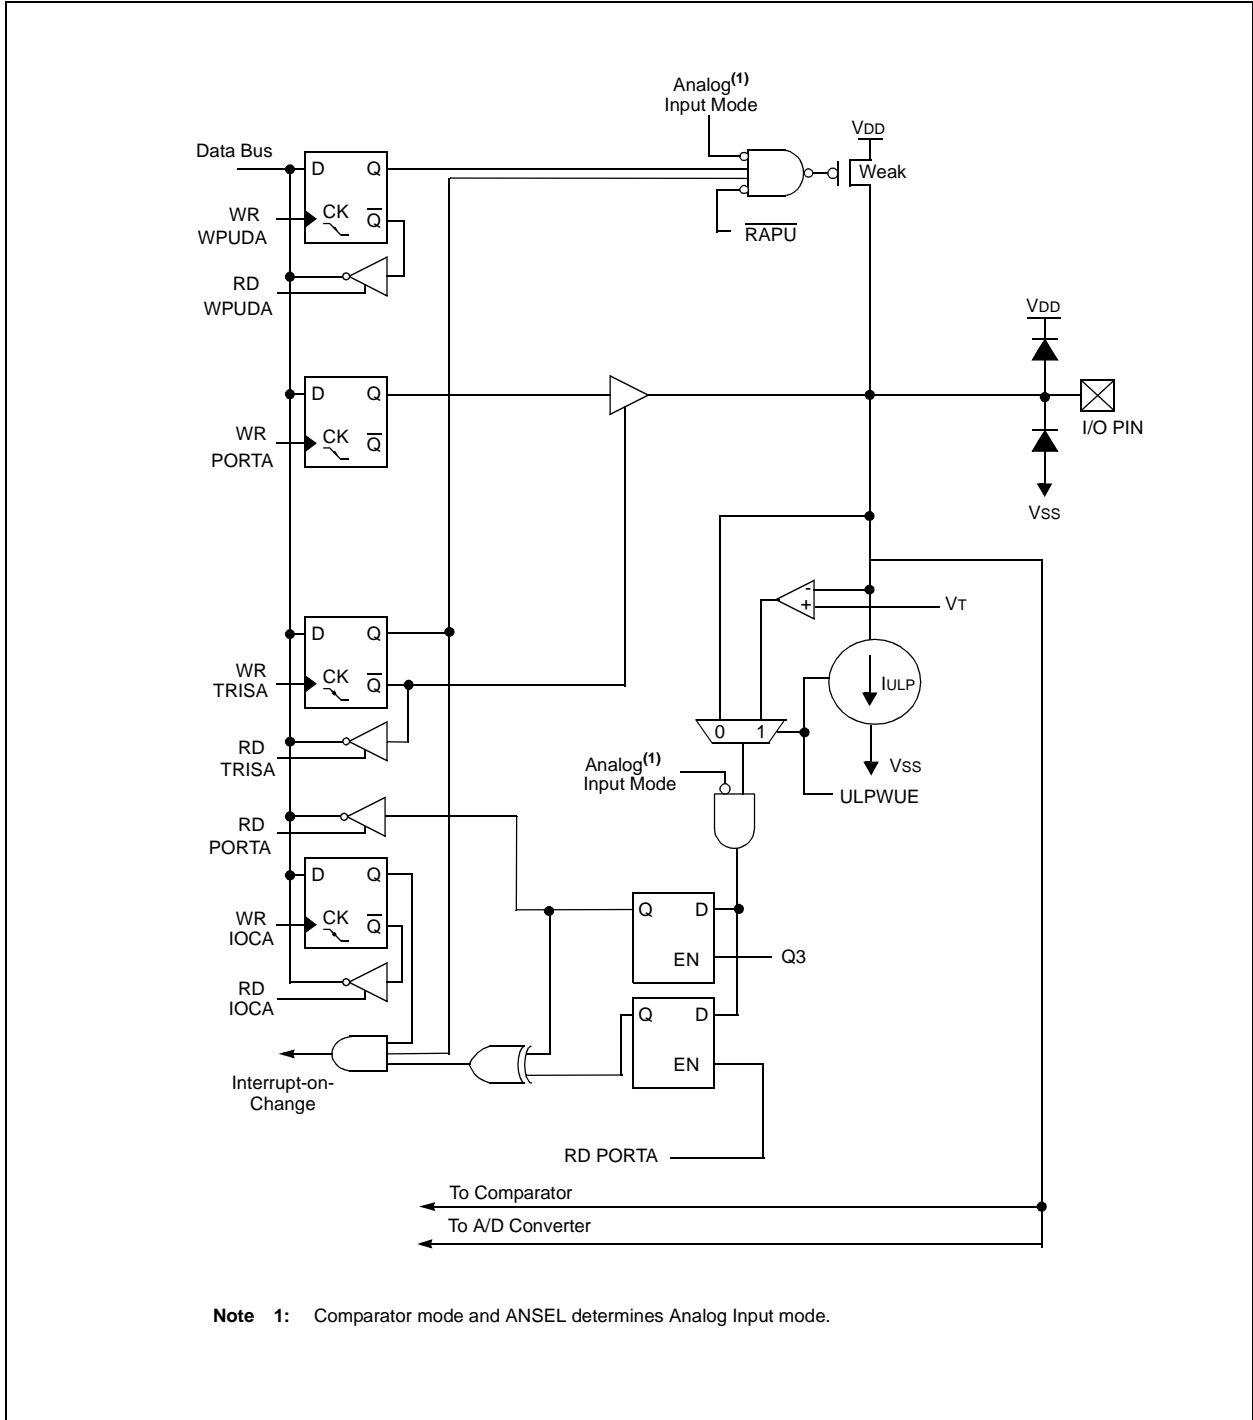 Analog(1)
Input Mode
VDD
Data Bus
D Q
Weak
WR
WPUDA
CK Q
RAPU
RD
WPUDA
VDD
D Q
I/O PIN
WR
PORTA
CK Q
VSS
-
+
VT
D Q
WR
TRISA
CK Q
IULP
0 1
RD
TRISA
VSS
Analog(1)
Input Mode
ULPWUE
RD
PORTA
D Q
WR
IOCA
CK Q
Q D
EN
Q3
RD
IOCA
Q D
EN
Interrupt-on-
Change
RD PORTA
To Comparator
To A/D Converter
Note 1: Comparator mode and ANSEL determines Analog Input mode.